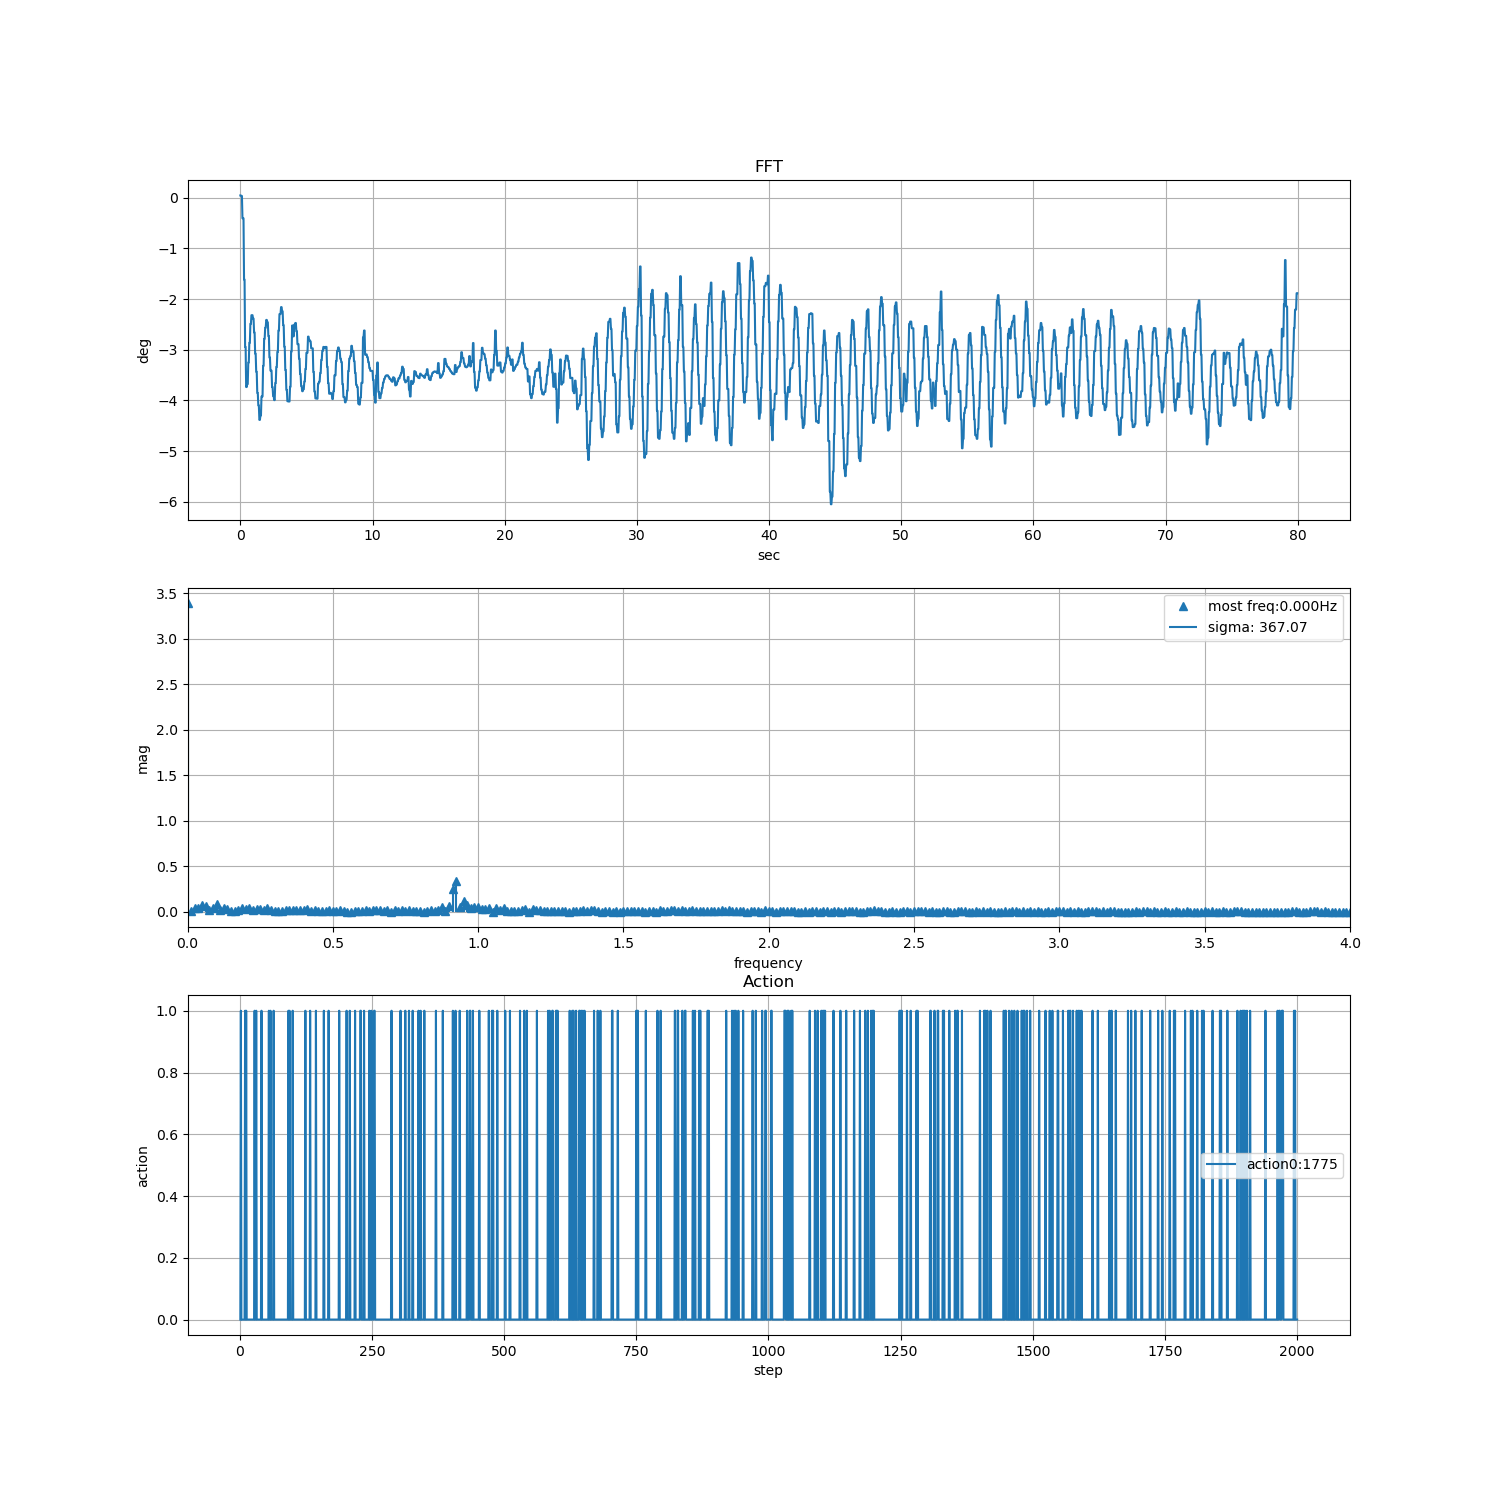 FFT
0
−1
−2
−3
−4
−5
−6
deg
0 10 20 30 40 50 60 70 80
sec
3.5
3.0
2.5
2.0
1.5
1.0
0.5
0.0
mag
most freq:0.000Hz
sigma: 367.07
0.0 0.5 1.0 1.5 2.0 2.5 3.0 3.5 4.0
frequency
Action
1.0
0.8
0.6
0.4
0.2
0.0
action
action0:1775
0 250 500 750 1000 1250 1500 1750 2000
step